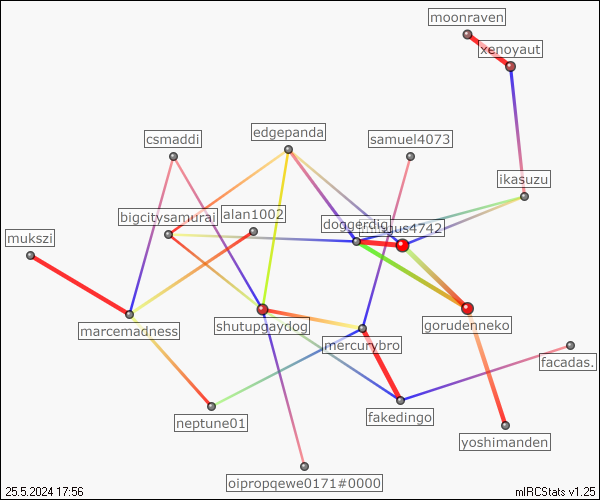 moonraven
xenoyaut
edgepanda
csmaddi
samuel4073
ikasuzu
alan1002
bigcitysamurai
doggerdig
4742
mukszi
shutupgaydog
gorudenneko
marcemadness
mercurybro
facadas.
fakedingo
neptune01
yoshimanden
oipropqewe0171#0000
25.5.2024 17:56
mIRCStats v1.25